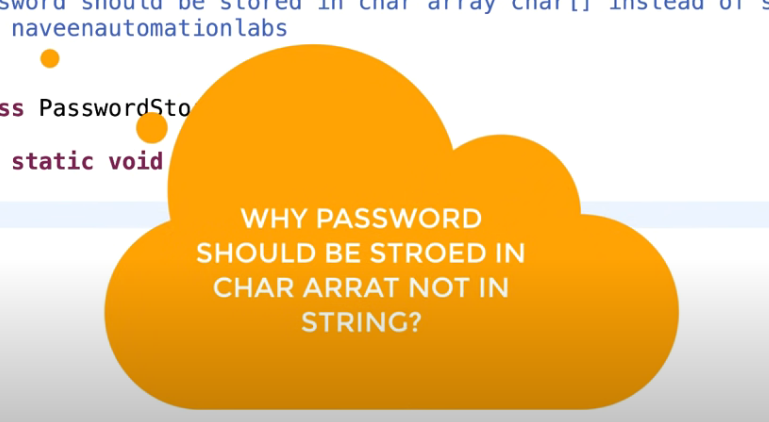 sword should be stored in char array char[] instead of s
naveenautomationlabs
ss PasswordSto
static void
WHY PASSWORD
SHOULD BE STROED IN
CHAR ARRAT NOT IN
STRING?